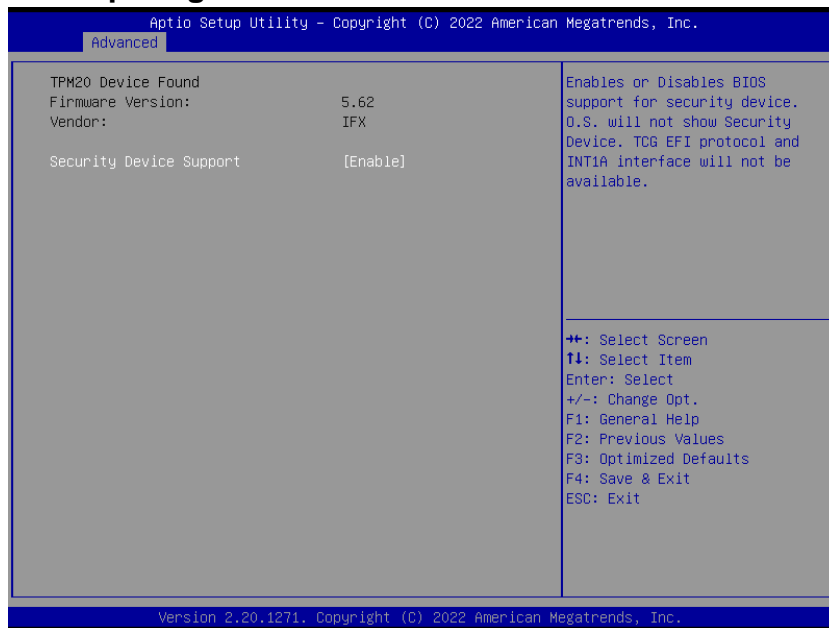 Aptio Setup Utility – Copyright (C) 2022 American Megatrends, Inc.
Advanced
TPM20 Device Found
Firmware Version: 5.62
Vendor: IFX
Security Device Support [Enable]
Enables or Disables BIOS
support for security device.
O.S. will not show Security
Device. TCG EFI protocol and
INT1A interface will not be
available.
→←: Select Screen
↑↓: Select Item
Enter: Select
+/-: Change Opt.
F1: General Help
F2: Previous Values
F3: Optimized Defaults
F4: Save & Exit
ESC: Exit
Version 2.20.1271. Copyright (C) 2022 American Megatrends, Inc.